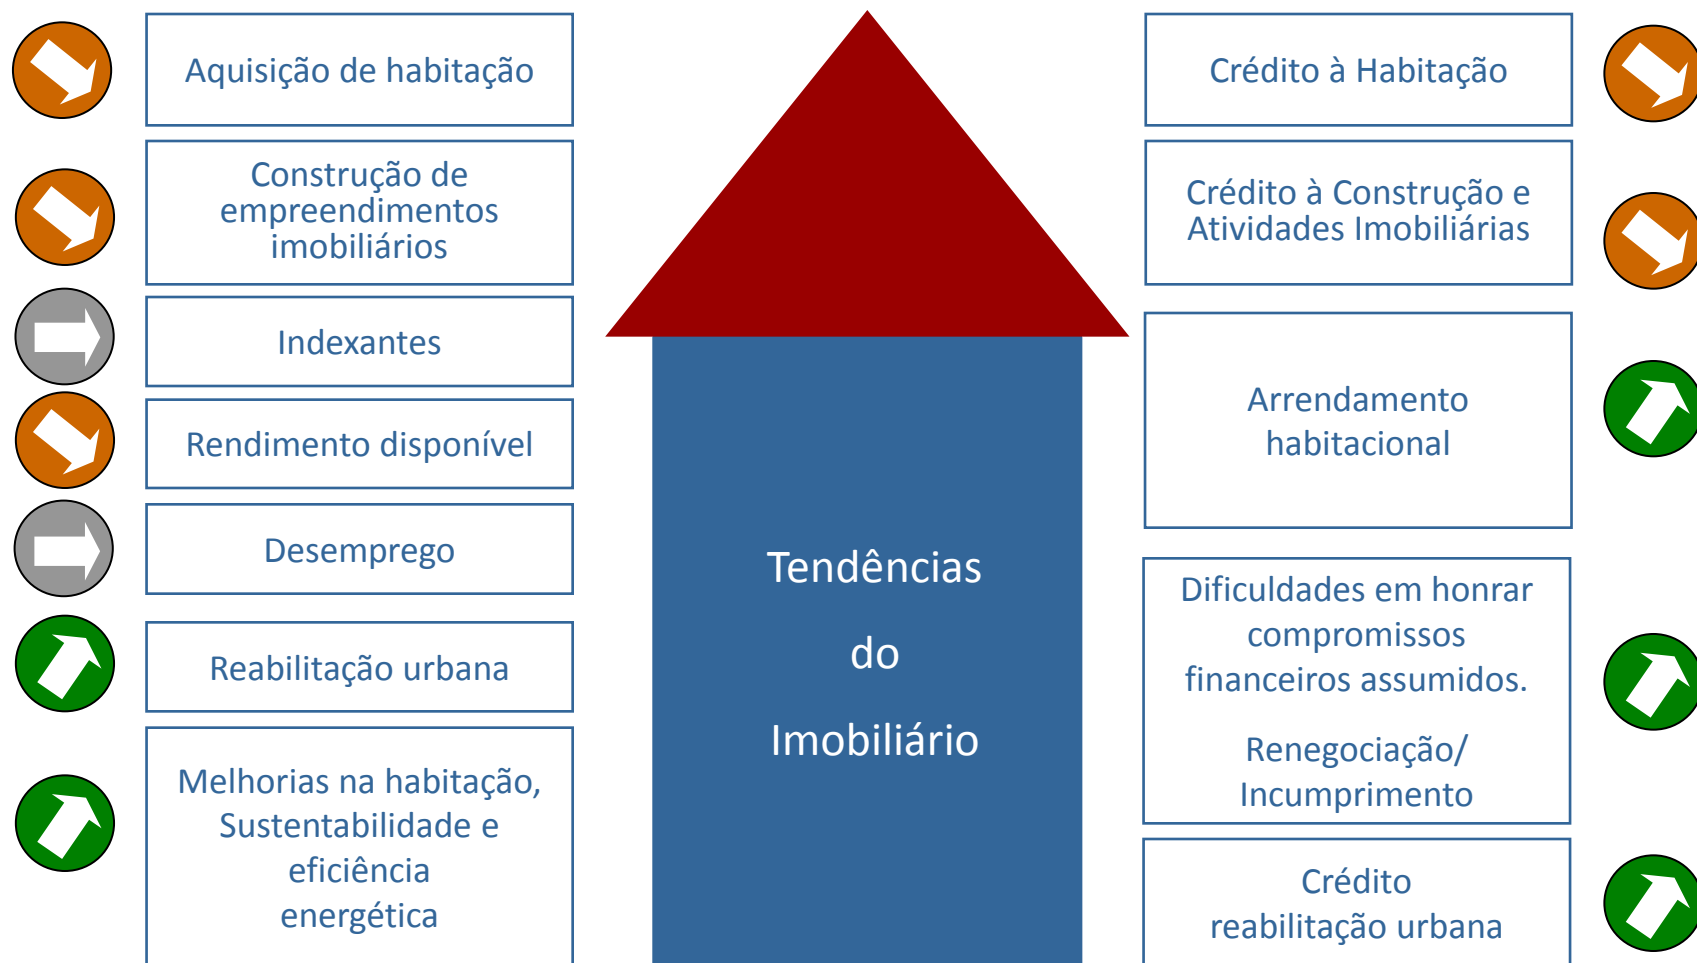 Aquisição de habitação
Construção de
empreendimentos
imobiliários
Indexantes
Rendimento disponível
Desemprego
Reabilitação urbana
Melhorias na habitação,
Sustentabilidade e
eficiência
energética
Tendências
do
Imobiliário
Crédito à Habitação
Crédito à Construção e
Atividades Imobiliárias
Arrendamento
habitacional
Dificuldades em honrar
compromissos
financeiros assumidos.
Renegociação/
Incumprimento
Crédito
reabilitação urbana